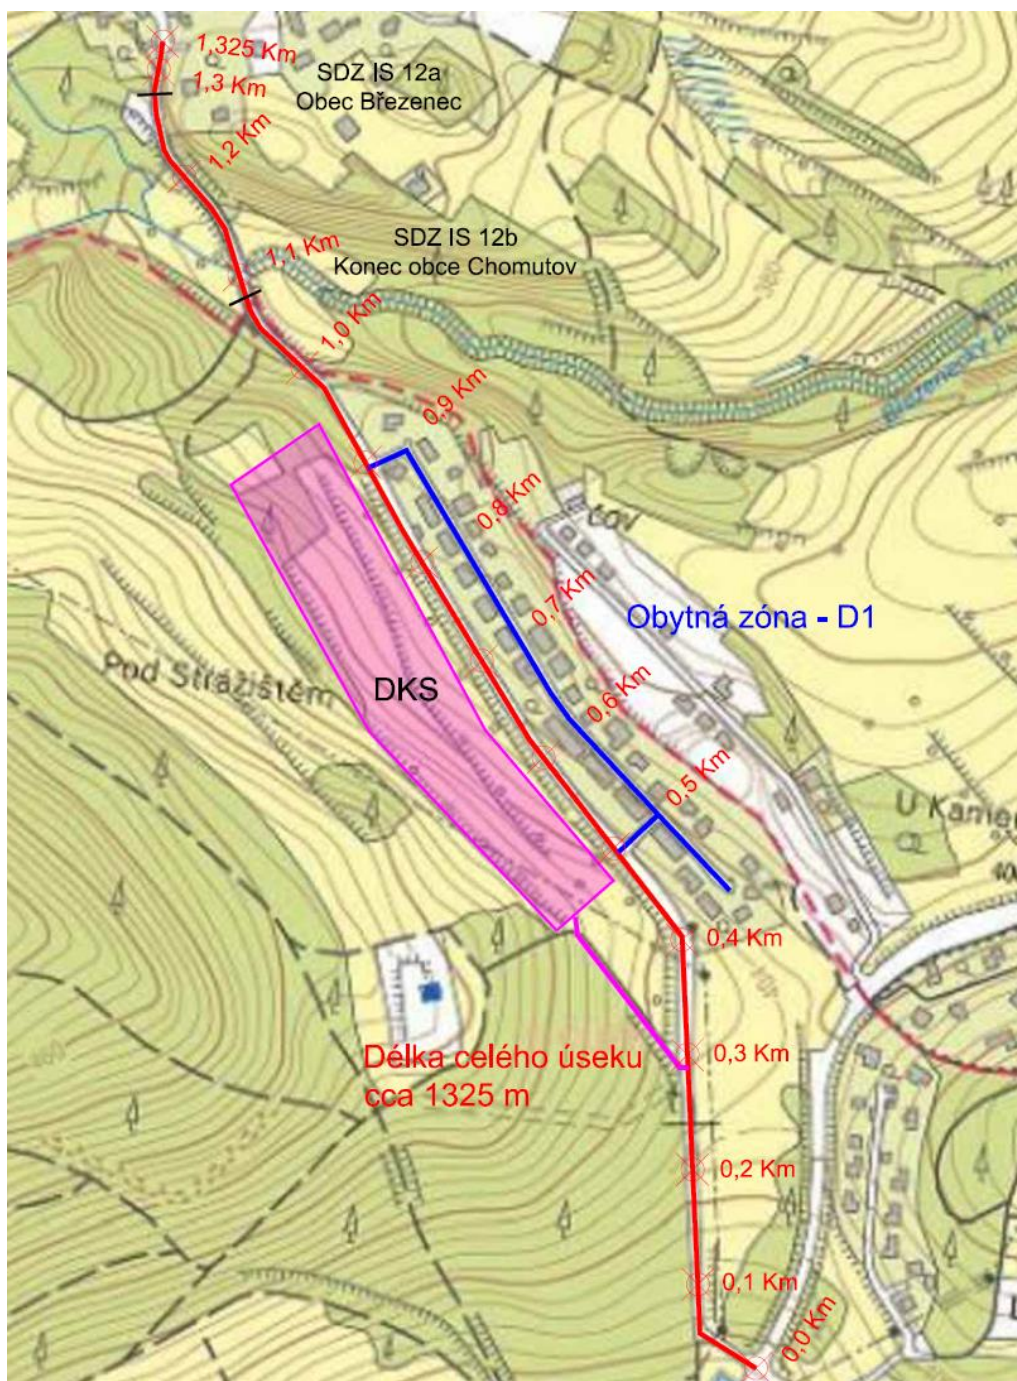 1,325 Km
1,3 Km
SDZ IS 12a
Obec Březenec
1,2 Km
SDZ IS 12b
Konec obce Chomutov
1,1 Km
1,0 Km
0,9 Km
0,8 Km
ČOV
0,7 Km
Obytná zóna - D1
Pod Strážištěm
DKS
0,6 Km
0,5 Km
U Kamen
0,4 Km
404
Délka celého úseku
cca 1325 m
0,3 Km
0,2 Km
0,1 Km
0,0 Km